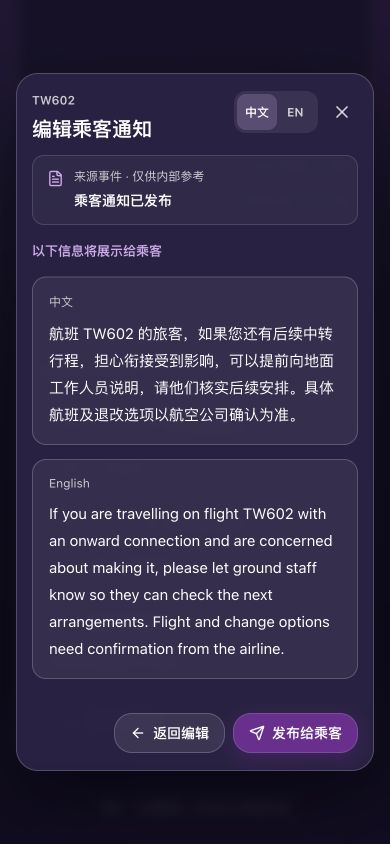 TW602
编辑乘客通知
中文
EN
来源事件 · 仅供内部参考
乘客通知已发布
以下信息将展示给乘客
中文
航班 TW602 的旅客，如果您还有后续中转
行程，担心衔接受到影响，可以提前向地面
工作人员说明，请他们核实后续安排。具体
航班及退改选项以航空公司确认为准。
English
If you are travelling on flight TW602 with
an onward connection and are concerned
about making it, please let ground staff
know so they can check the next
arrangements. Flight and change options
need confirmation from the airline.
返回编辑
发布给乘客